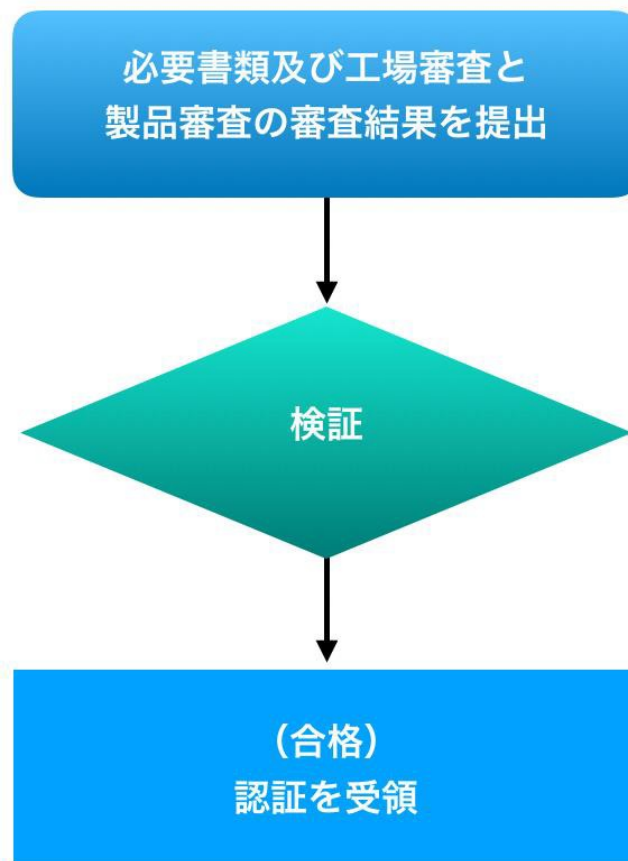 必要書類及び工場審査と
製品審査の審査結果を提出
検証
（合格）
認証を受領